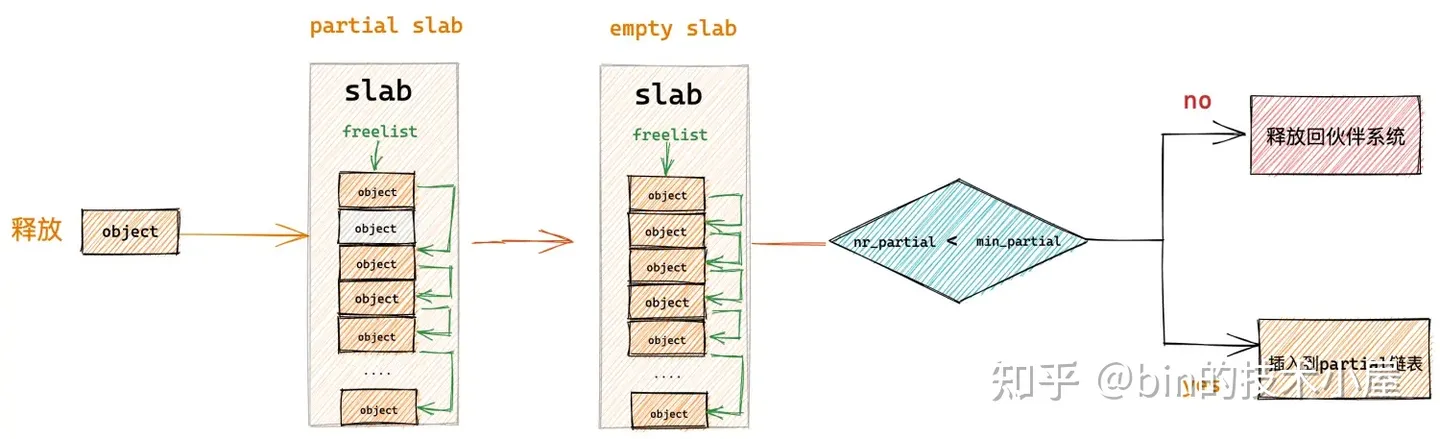 释放
object
partial slab
slab
freelist
object
object
object
object
object
....
object
empty slab
slab
freelist
object
object
object
object
object
....
object
nr_partial < min_partial
no
释放回伙伴系统
yes
插入到partial链表
知乎 @bin的技术小屋